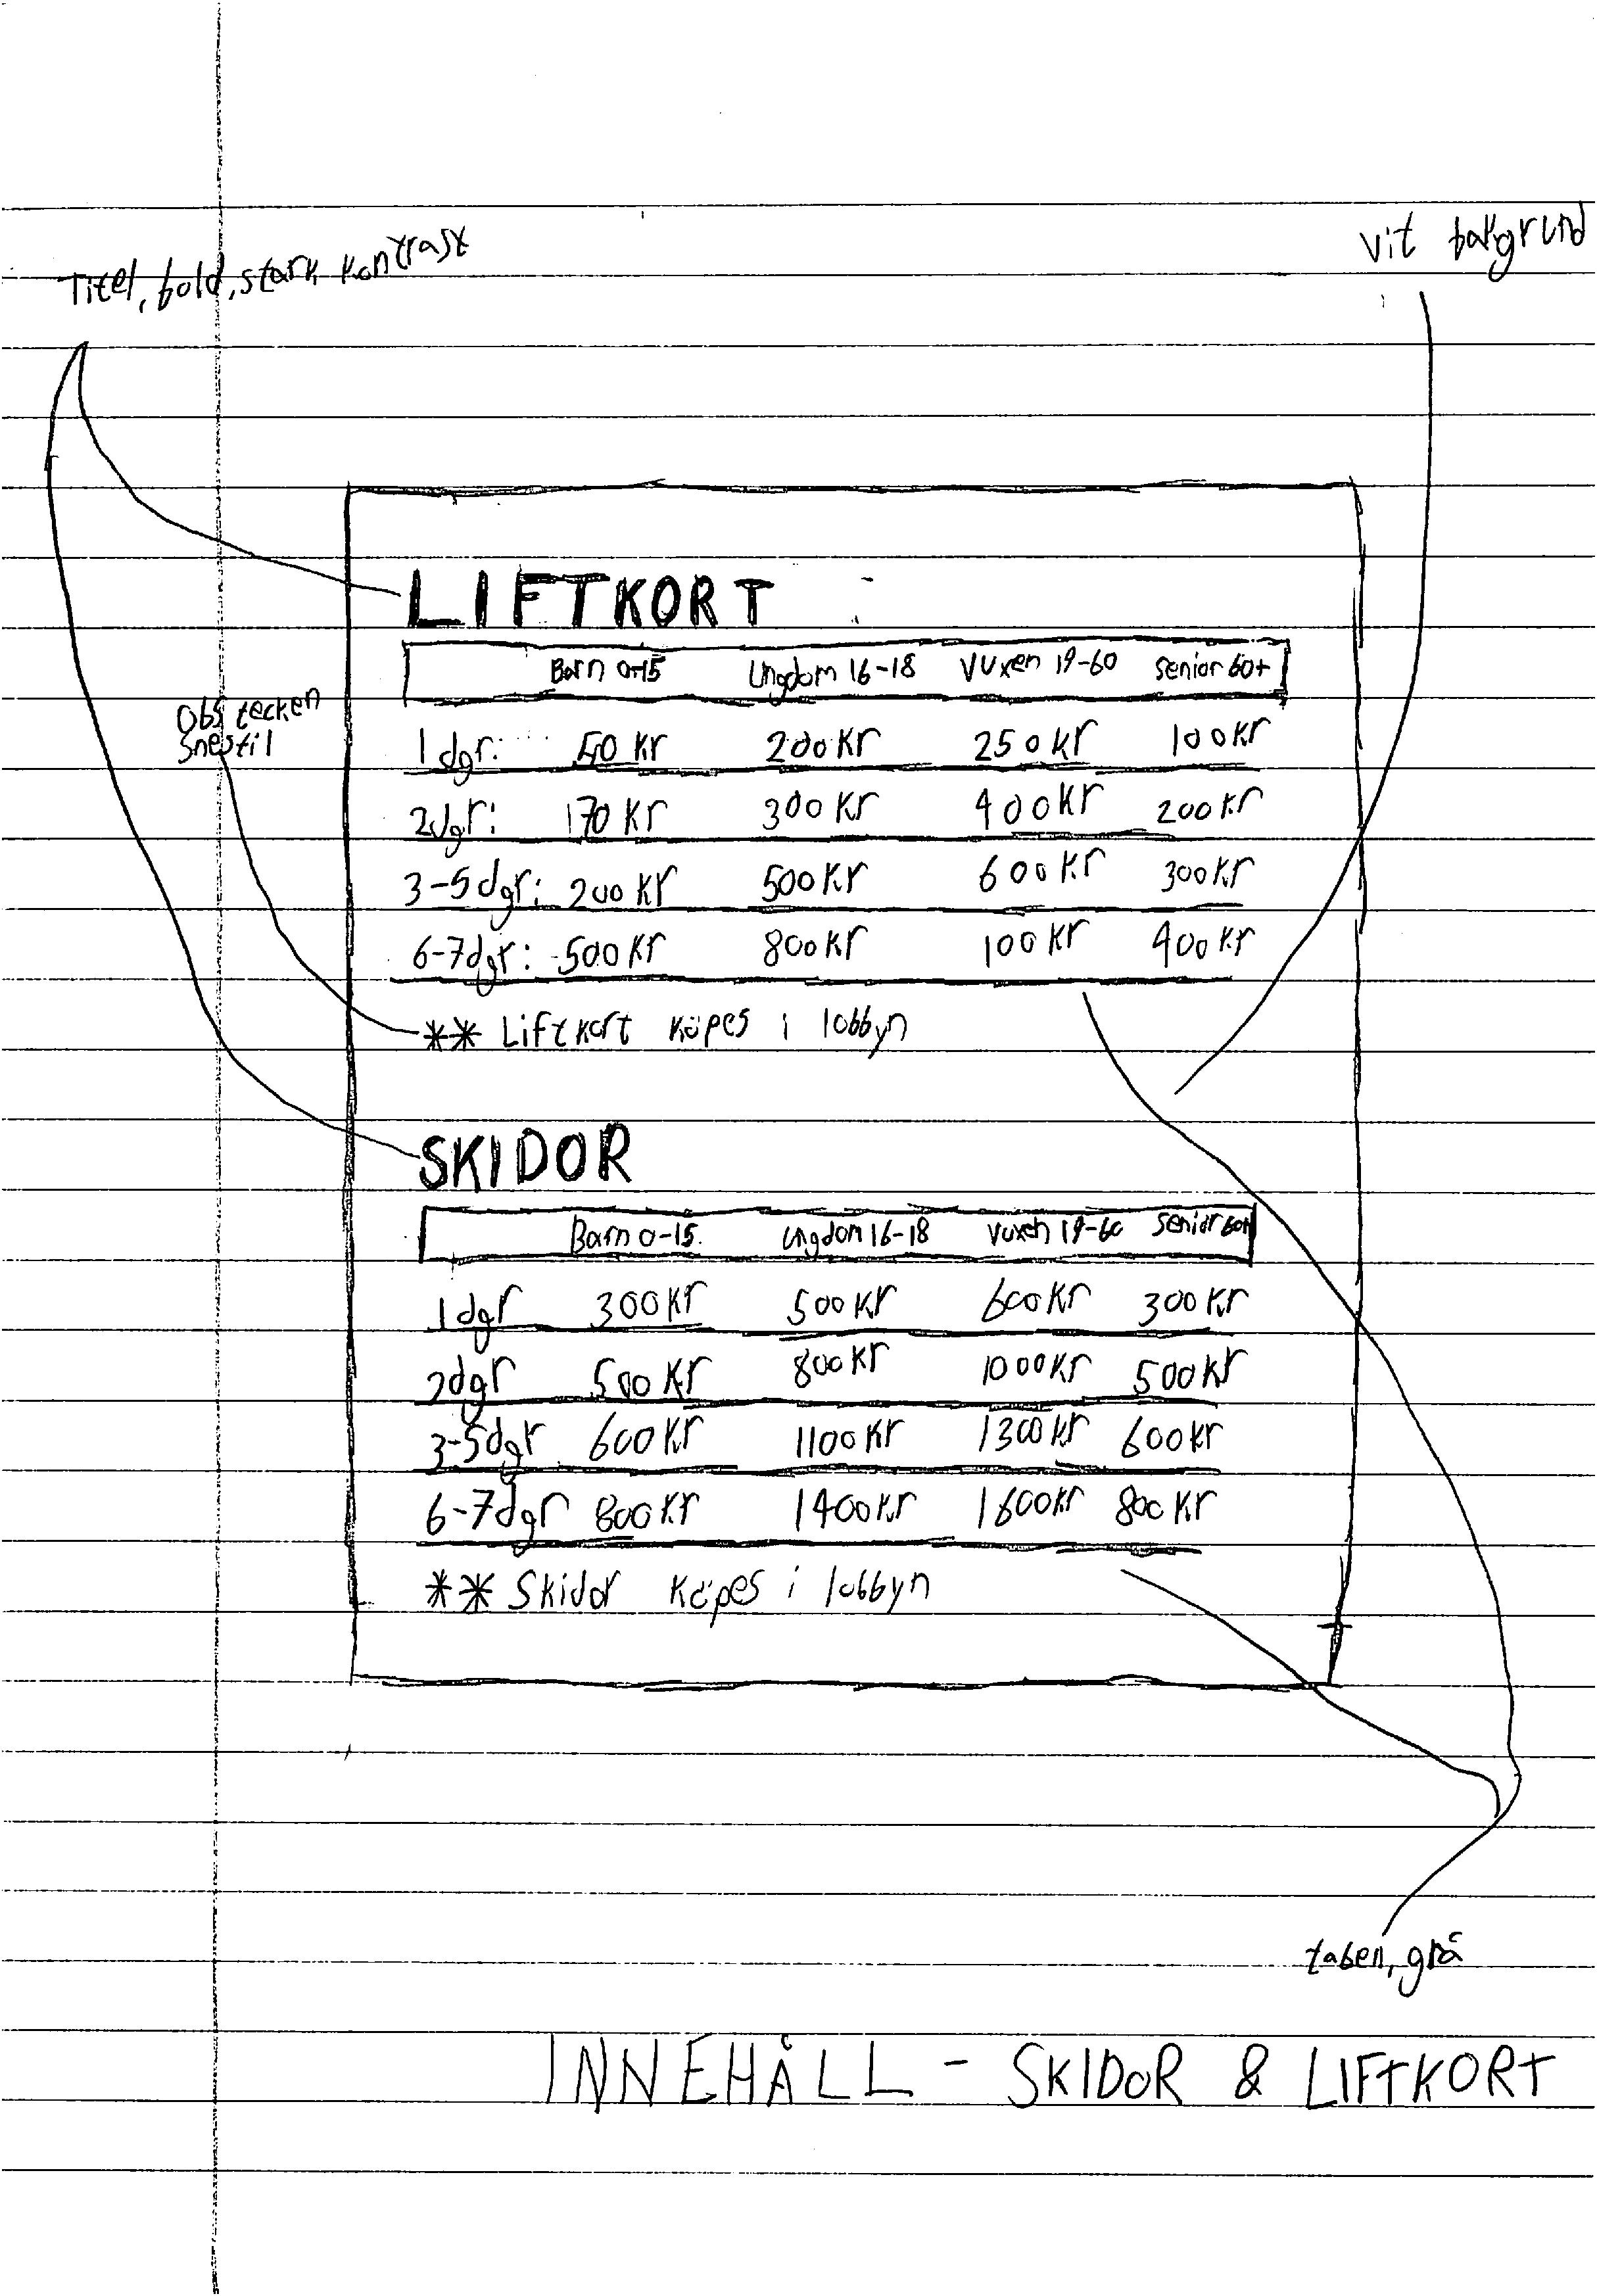 Titel, bold, stark kontrast
vit bakgrund
LIFTKORT
Barn 0-15 Ungdom 16-18 Vuxen 19-60 Senior 60+
Obs tecken
Snestil
1 dgr: 50 kr 200 kr 250 kr 100 kr
2 dgr: 170 kr 300 kr 400 kr 200 kr
3-5 dgr: 200 kr 500 kr 600 kr 300 kr
6-7 dgr: 500 kr 800 kr 100 kr 400 kr
** Liftkort köpes i lobbyn
SKIDOR
Barn 0-15. Ungdom 16-18 Vuxen 19-60 Senior 60+
1 dgr 300 kr 500 kr 600 kr 300 kr
2 dgr 500 kr 800 kr 1000 kr 500 kr
3-5 dgr 600 kr 1100 kr 1300 kr 600 kr
6-7 dgr 800 kr 1400 kr 1600 kr 800 kr
** Skidor köpes i lobbyn
tabell, grå
INNEHÅLL - SKIDOR & LIFTKORT